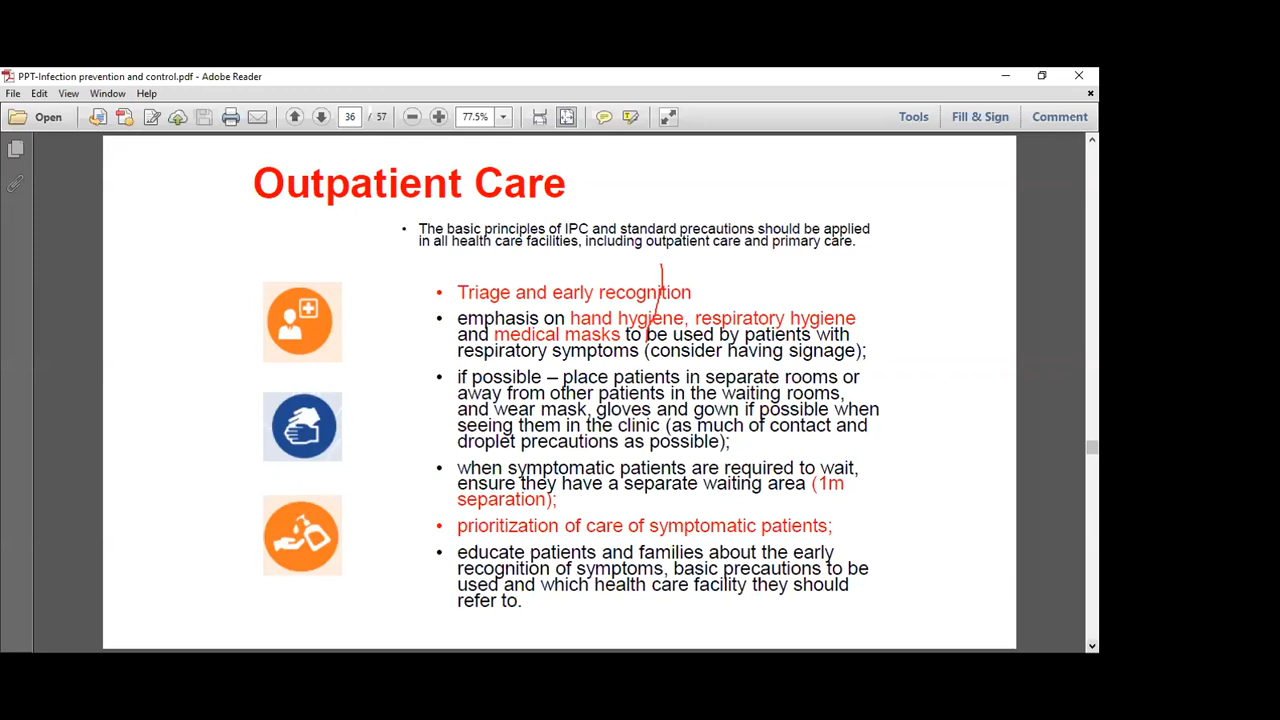 PPT-Infection prevention and control.pdf - Adobe Reader
File Edit View Window Help
Open 36 / 57 77.5% Tools Fill & Sign Comment
Outpatient Care
• The basic principles of IPC and standard precautions should be applied
in all health care facilities, including outpatient care and primary care.
• Triage and early recognition
• emphasis on hand hygiene, respiratory hygiene
and medical masks to be used by patients with
respiratory symptoms (consider having signage);
• if possible – place patients in separate rooms or
away from other patients in the waiting rooms,
and wear mask, gloves and gown if possible when
seeing them in the clinic (as much of contact and
droplet precautions as possible);
• when symptomatic patients are required to wait,
ensure they have a separate waiting area (1m
separation);
• prioritization of care of symptomatic patients;
• educate patients and families about the early
recognition of symptoms, basic precautions to be
used and which health care facility they should
refer to.